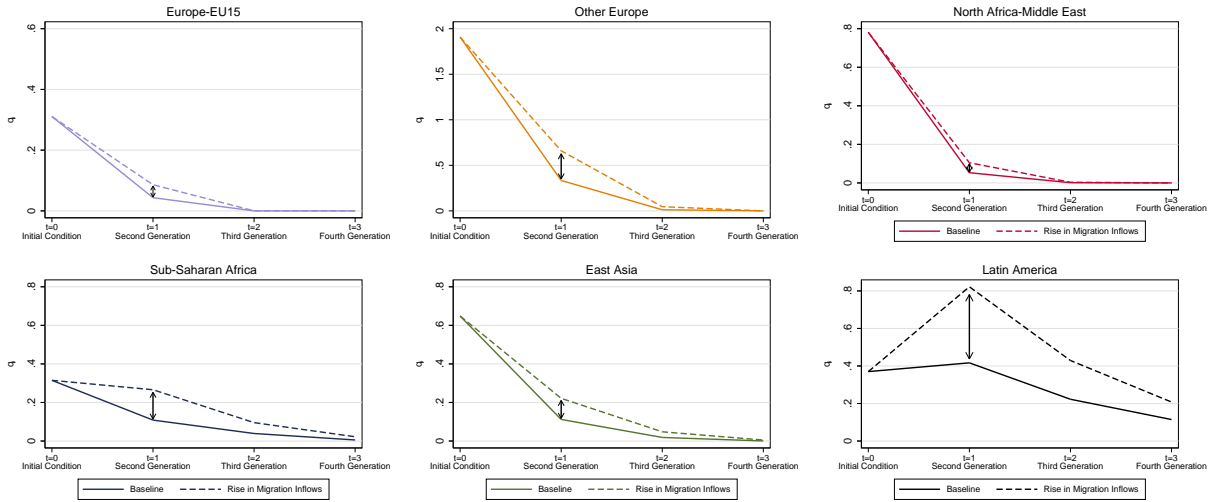 Europe-EU15
.6
.4
.2
0
q
t=0
Initial Condition
t=1
Second Generation
t=2
Third Generation
t=3
Fourth Generation
Other Europe
2
1.5
1
.5
0
q
t=0
Initial Condition
t=1
Second Generation
t=2
Third Generation
t=3
Fourth Generation
North Africa-Middle East
.8
.6
.4
.2
0
q
t=0
Initial Condition
t=1
Second Generation
t=2
Third Generation
t=3
Fourth Generation
Baseline
Rise in Migration Inflows
Sub-Saharan Africa
.8
.6
.4
.2
0
q
t=0
Initial Condition
t=1
Second Generation
t=2
Third Generation
t=3
Fourth Generation
Baseline
Rise in Migration Inflows
East Asia
.8
.6
.4
.2
0
q
t=0
Initial Condition
t=1
Second Generation
t=2
Third Generation
t=3
Fourth Generation
Baseline
Rise in Migration Inflows
Latin America
.8
.6
.4
.2
0
q
t=0
Initial Condition
t=1
Second Generation
t=2
Third Generation
t=3
Fourth Generation
Baseline
Rise in Migration Inflows